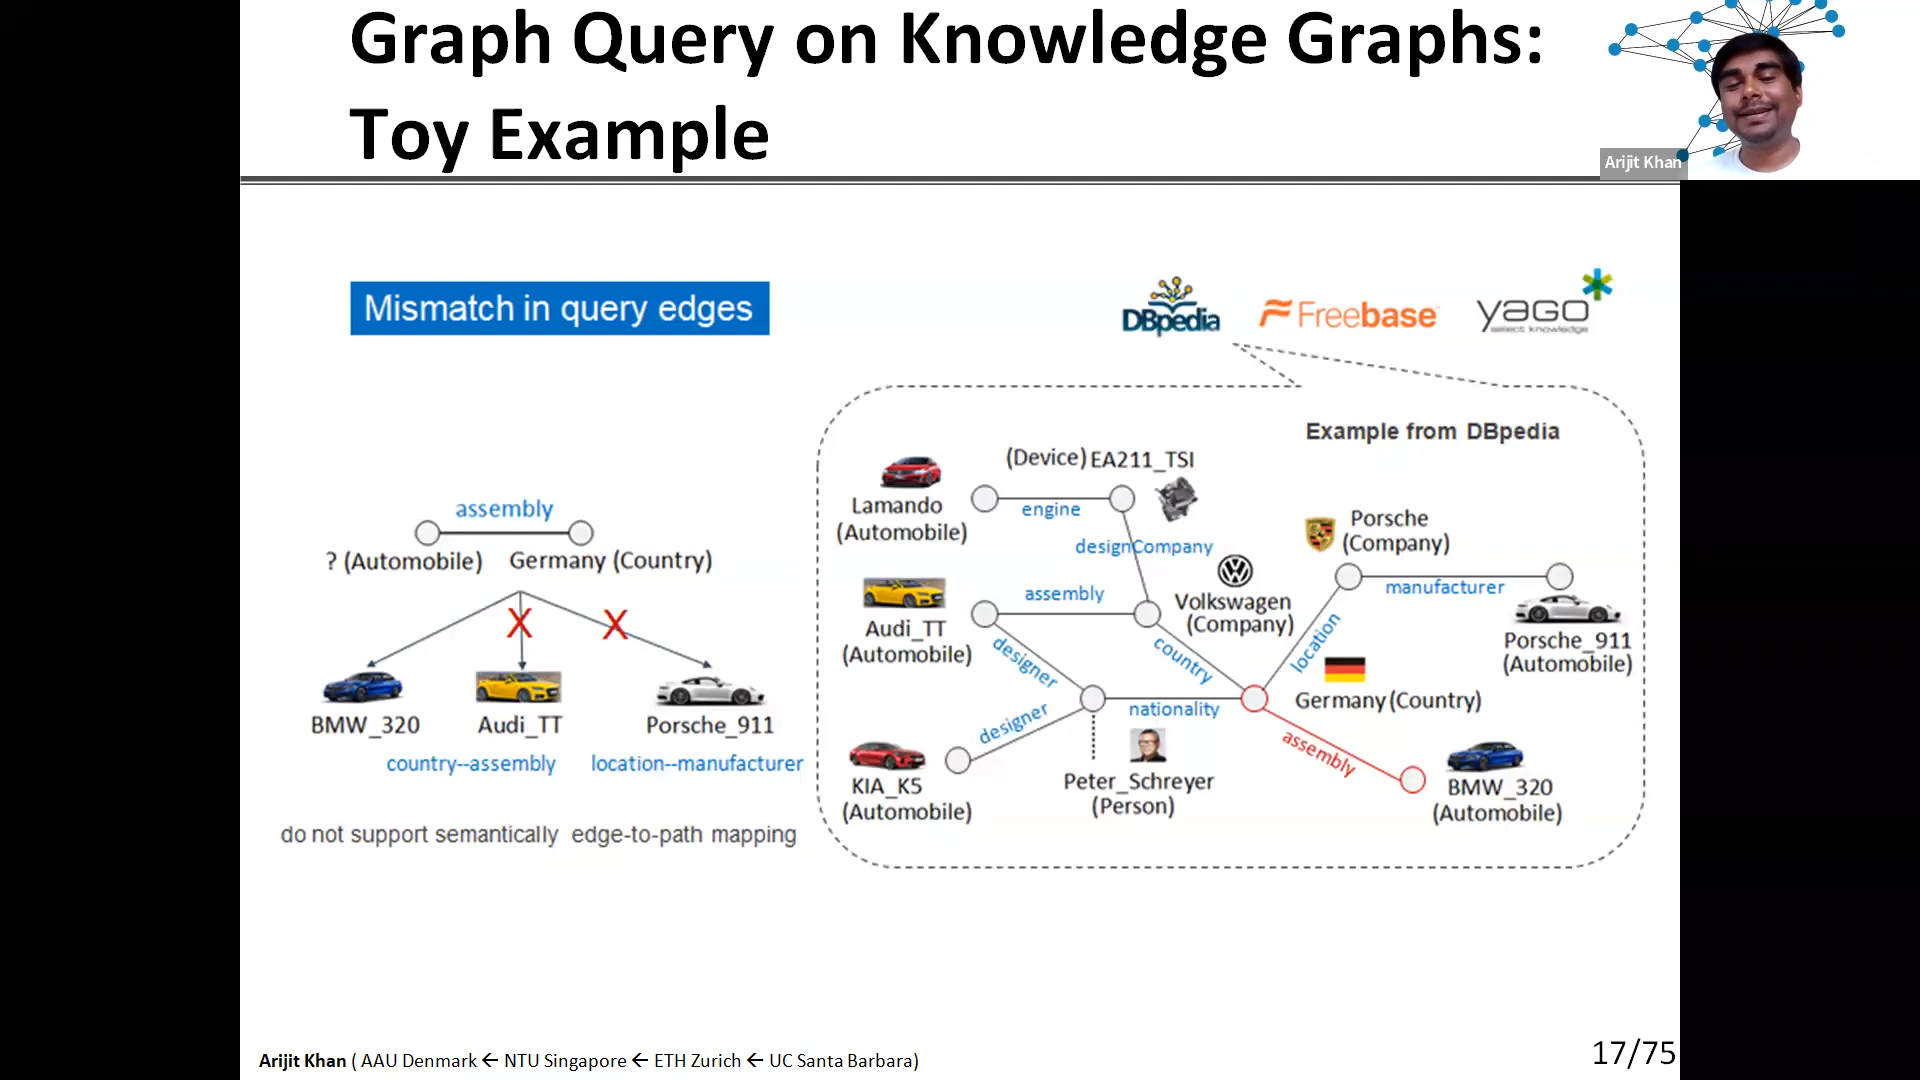 Graph Query on Knowledge Graphs:
Toy Example
Arijit Khan
Mismatch in query edges
DBpedia
Freebase
yaGO
select knowledge
Example from DBpedia
assembly
? (Automobile) Germany (Country)
X X
BMW_320 Audi_TT Porsche_911
country--assembly location--manufacturer
do not support semantically edge-to-path mapping
(Device) EA211_TSI
Lamando
(Automobile)
engine
designCompany
Porsche
(Company)
manufacturer
Porsche_911
(Automobile)
assembly
Volkswagen
(Company)
Audi_TT
(Automobile)
designer
country
location
Germany (Country)
nationality
designer
assembly
KIA_K5
(Automobile)
Peter_Schreyer
(Person)
BMW_320
(Automobile)
Arijit Khan ( AAU Denmark ← NTU Singapore ← ETH Zurich ← UC Santa Barbara)
17/75